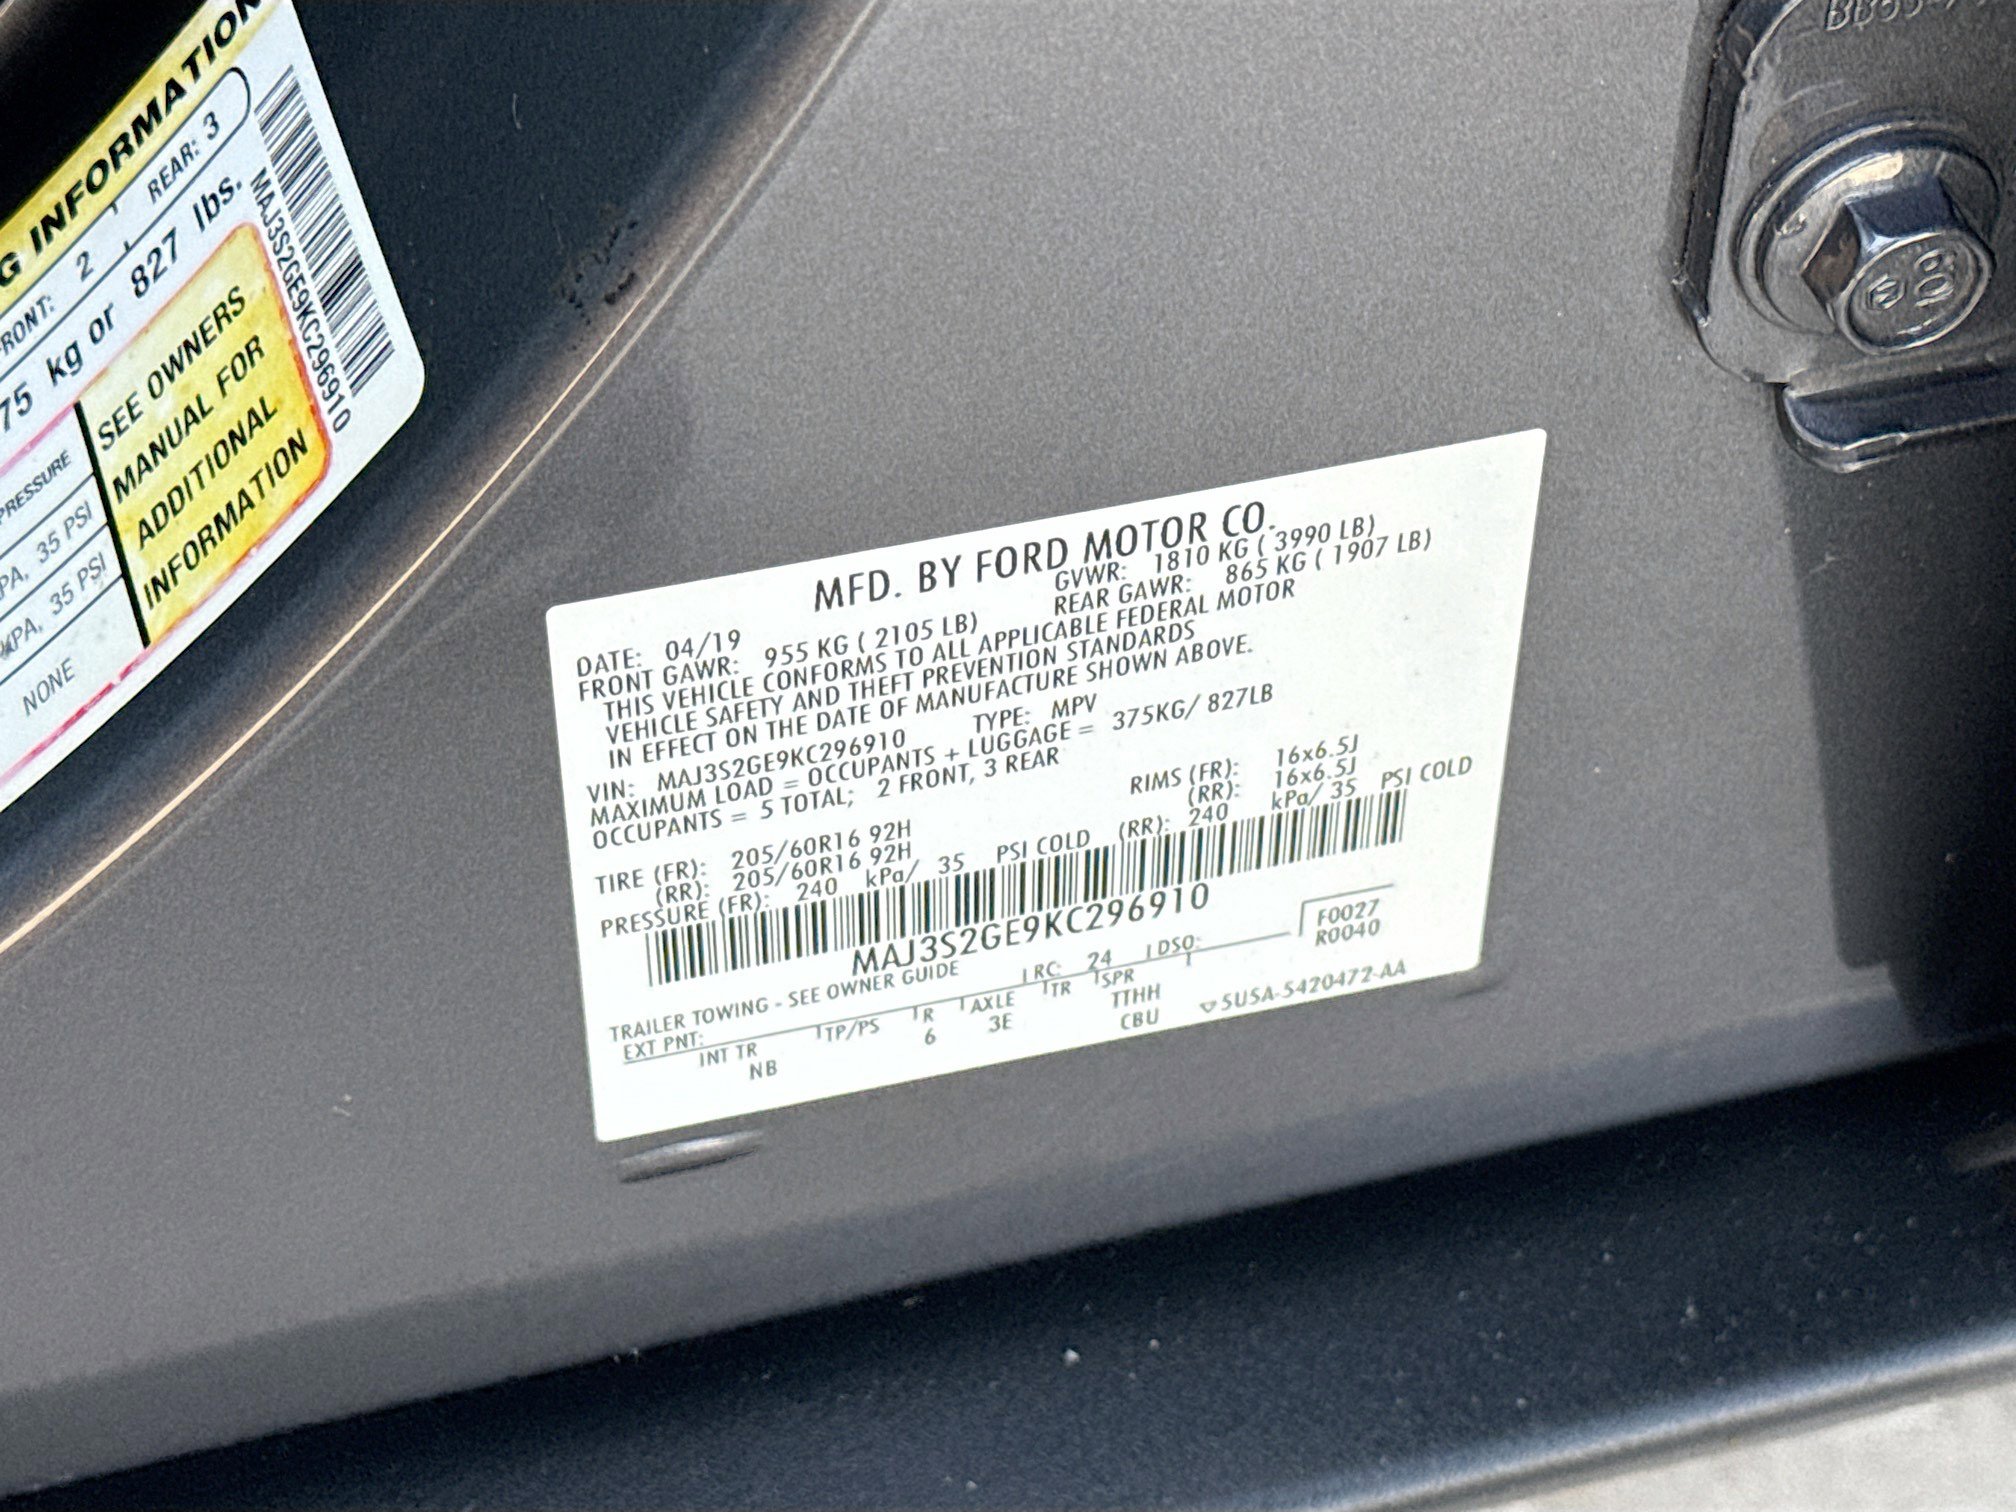 G INFORMATION
FRONT: 2 REAR: 3
75 kg or 827 lbs.
MAJ3S2GE9KC296910
PRESSURE
PA, 35 PSI
kPA, 35 PSI
NONE
SEE OWNERS
MANUAL FOR
ADDITIONAL
INFORMATION
8
MFD. BY FORD MOTOR CO.
DATE: 04/19 GVWR: 1810 KG ( 3990 LB)
FRONT GAWR: 955 KG ( 2105 LB) REAR GAWR: 865 KG ( 1907 LB)
THIS VEHICLE CONFORMS TO ALL APPLICABLE FEDERAL MOTOR
VEHICLE SAFETY AND THEFT PREVENTION STANDARDS
IN EFFECT ON THE DATE OF MANUFACTURE SHOWN ABOVE.
VIN: MAJ3S2GE9KC296910 TYPE: MPV
MAXIMUM LOAD = OCCUPANTS + LUGGAGE = 375KG/ 827LB
OCCUPANTS = 5 TOTAL; 2 FRONT, 3 REAR
TIRE (FR): 205/60R16 92H RIMS (FR): 16x6.5J
(RR): 205/60R16 92H (RR): 16x6.5J
PRESSURE (FR): 240 kPa/ 35 PSI COLD (RR): 240 kPa/ 35 PSI COLD
MAJ3S2GE9KC296910
TRAILER TOWING - SEE OWNER GUIDE
F0027
R0040
EXT PNT: RC: 24 DSO:
INT TR TP/PS R AXLE TR SPR
NB 6 3E TTHH
CBU
5U5A-5420472-AA